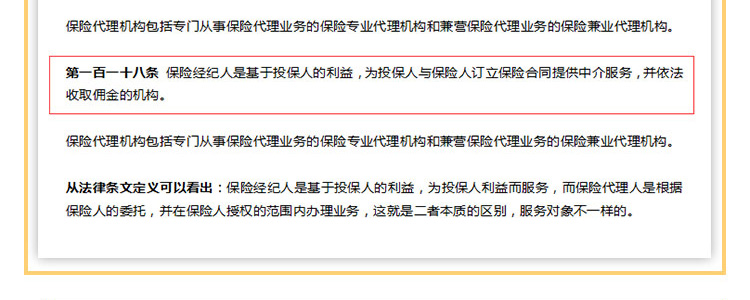 保险代理机构包括专门从事保险代理业务的保险专业代理机构和兼营保险代理业务的保险兼业代理机构。
第一百一十八条 保险经纪人是基于投保人的利益，为投保人与保险人订立保险合同提供中介服务，并依法
收取佣金的机构。
保险代理机构包括专门从事保险代理业务的保险专业代理机构和兼营保险代理业务的保险兼业代理机构。
从法律条文定义可以看出：保险经纪人是基于投保人的利益，为投保人利益而服务，而保险代理人是根据
保险人的委托，并在保险人授权的范围内办理业务，这就是二者本质的区别，服务对象不一样的。